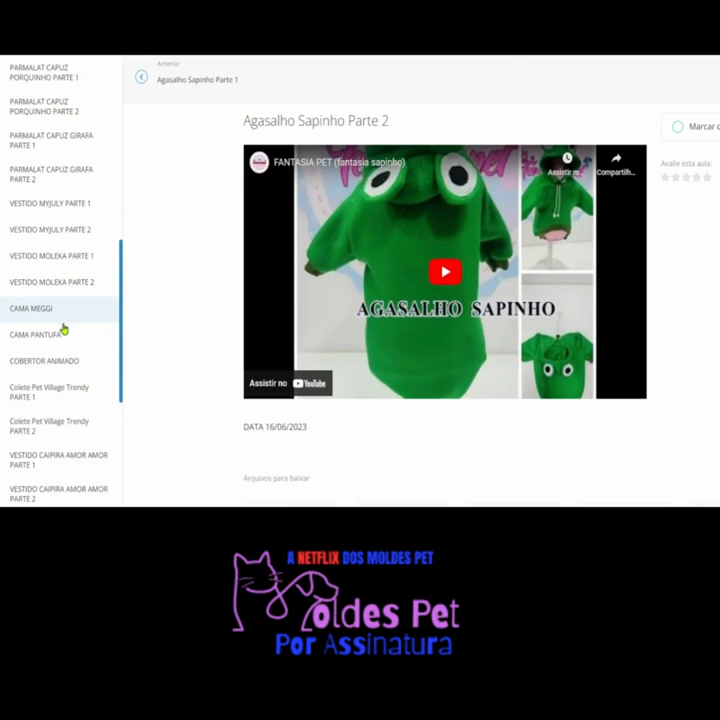 PARMALAT CAPUZ
PORQUINHO PARTE 1
PARMALAT CAPUZ
PORQUINHO PARTE 2
PARMALAT CAPUZ GIRAFA
PARTE 1
PARMALAT CAPUZ GIRAFA
PARTE 2
VESTIDO MYJULY PARTE 1
VESTIDO MYJULY PARTE 2
VESTIDO MOLEKA PARTE 1
VESTIDO MOLEKA PARTE 2
CAMA MEGGI
CAMA PANTUFA
COBERTOR ANIMADO
Colete Pet Village Trendy
PARTE 1
Colete Pet Village Trendy
PARTE 2
VESTIDO CAIPIRA AMOR AMOR
PARTE 1
VESTIDO CAIPIRA AMOR AMOR
PARTE 2
Anterior
Agasalho Sapinho Parte 1
Agasalho Sapinho Parte 2
Marcar c
Avalie esta aula:
FANTASIA PET (fantasia sapinho)
Assistir m...
Compartilh...
AGASALHO SAPINHO
Assistir no YouTube
DATA 16/06/2023
Arquivos para baixar
A NETFLIX DOS MOLDES PET
Moldes Pet
Por Assinatura